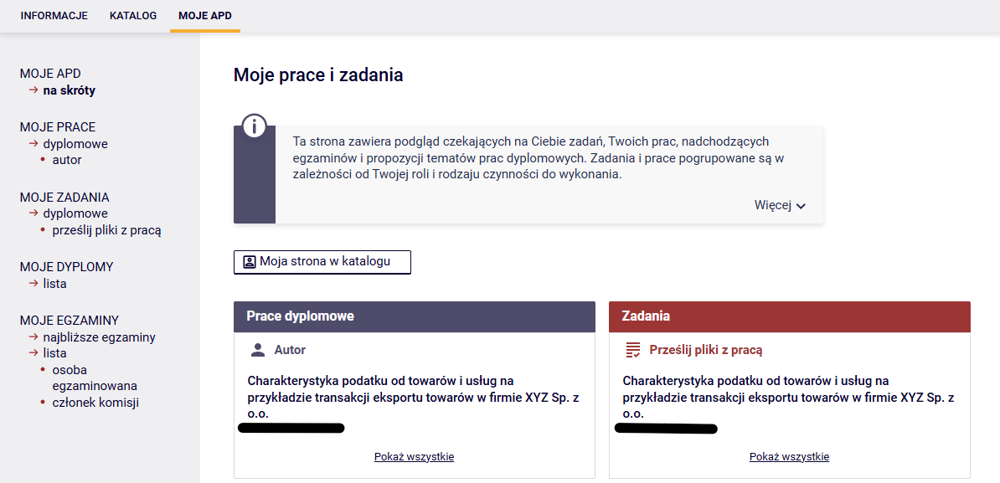 INFORMACJE KATALOG MOJE APD
MOJE APD
→ na skróty
MOJE PRACE
→ dyplomowe
• autor
MOJE ZADANIA
→ dyplomowe
• prześlij pliki z pracą
MOJE DYPLOMY
→ lista
MOJE EGZAMINY
→ najbliższe egzaminy
→ lista
• osoba
egzaminowana
• członek komisji
Moje prace i zadania
Ta strona zawiera podgląd czekających na Ciebie zadań, Twoich prac, nadchodzących
egzaminów i propozycji tematów prac dyplomowych. Zadania i prace pogrupowane są w
zależności od Twojej roli i rodzaju czynności do wykonania.
Więcej
Moja strona w katalogu
Prace dyplomowe
Autor
Charakterystyka podatku od towarów i usług na
przykładzie transakcji eksportu towarów w firmie XYZ Sp. z
o.o.
Pokaż wszystkie
Zadania
Prześlij pliki z pracą
Charakterystyka podatku od towarów i usług na
przykładzie transakcji eksportu towarów w firmie XYZ Sp. z
o.o.
Pokaż wszystkie